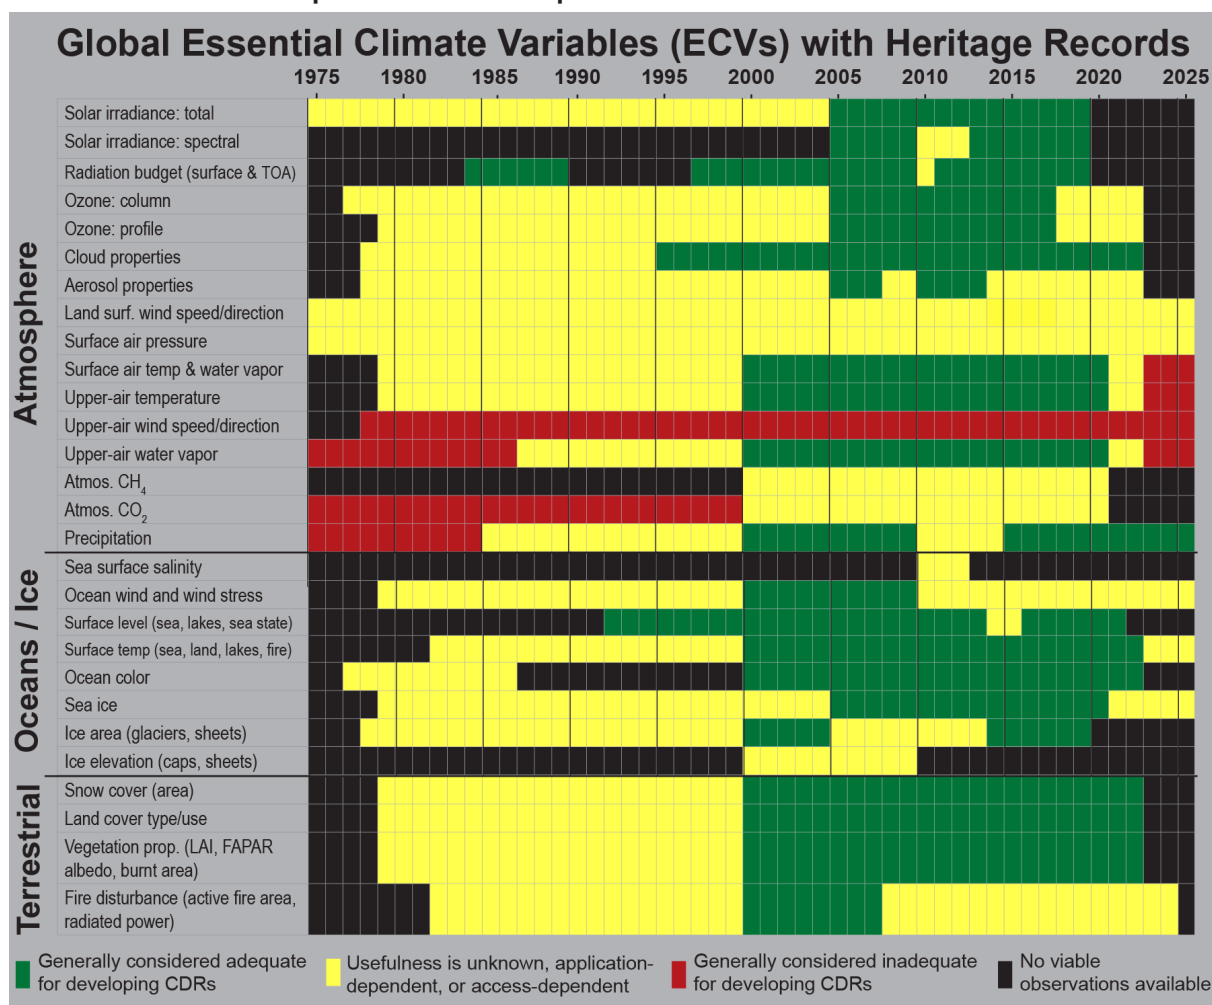 Global Essential Climate Variables (ECVs) with Heritage Records
1975 1980 1985 1990 1995 2000 2005 2010 2015 2020 2025
Atmosphere
Solar irradiance: total
Solar irradiance: spectral
Radiation budget (surface & TOA)
Ozone: column
Ozone: profile
Cloud properties
Aerosol properties
Land surf. wind speed/direction
Surface air pressure
Surface air temp & water vapor
Upper-air temperature
Upper-air wind speed/direction
Upper-air water vapor
Atmos. CH4
Atmos. CO2
Precipitation
Oceans / Ice
Sea surface salinity
Ocean wind and wind stress
Surface level (sea, lakes, sea state)
Surface temp (sea, land, lakes, fire)
Ocean color
Sea ice
Ice area (glaciers, sheets)
Ice elevation (caps, sheets)
Terrestrial
Snow cover (area)
Land cover type/use
Vegetation prop. (LAI, FAPAR
albedo, burnt area)
Fire disturbance (active fire area,
radiated power)
Generally considered adequate
for developing CDRs
Usefulness is unknown, application-
dependent, or access-dependent
Generally considered inadequate
for developing CDRs
No viable
observations available